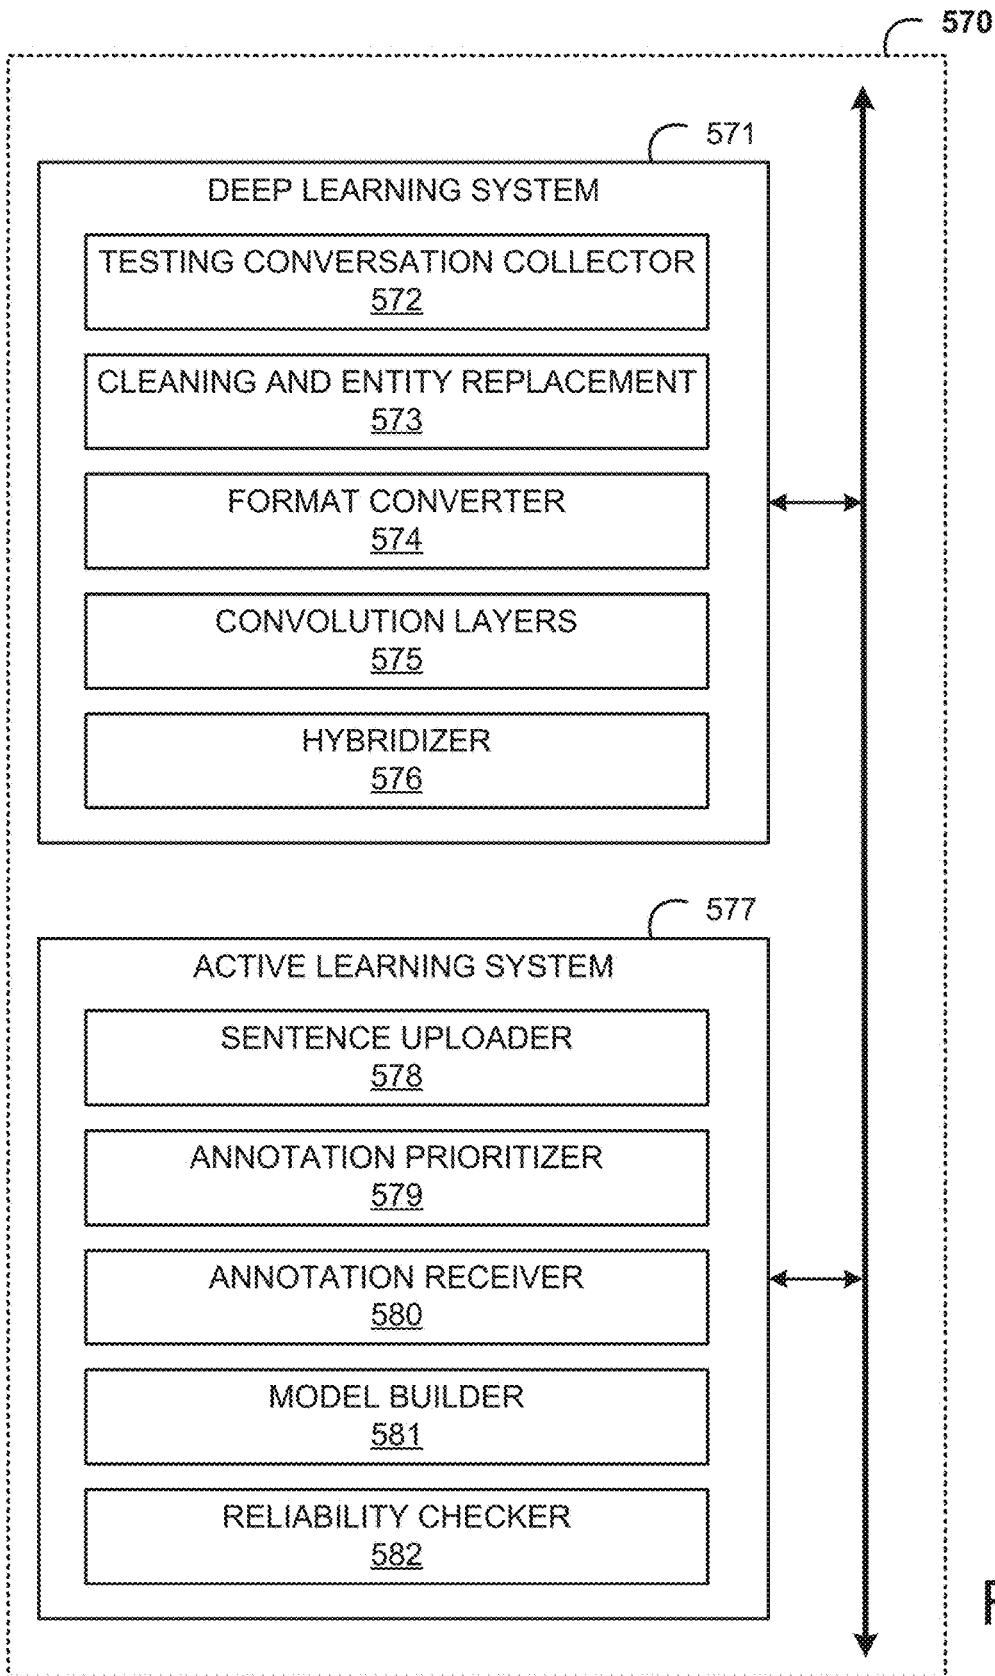 570
571
DEEP LEARNING SYSTEM
TESTING CONVERSATION COLLECTOR
572
CLEANING AND ENTITY REPLACEMENT
573
FORMAT CONVERTER
574
CONVOLUTION LAYERS
575
HYBRIDIZER
576
577
ACTIVE LEARNING SYSTEM
SENTENCE UPLOADER
578
ANNOTATION PRIORITIZER
579
ANNOTATION RECEIVER
580
MODEL BUILDER
581
RELIABILITY CHECKER
582